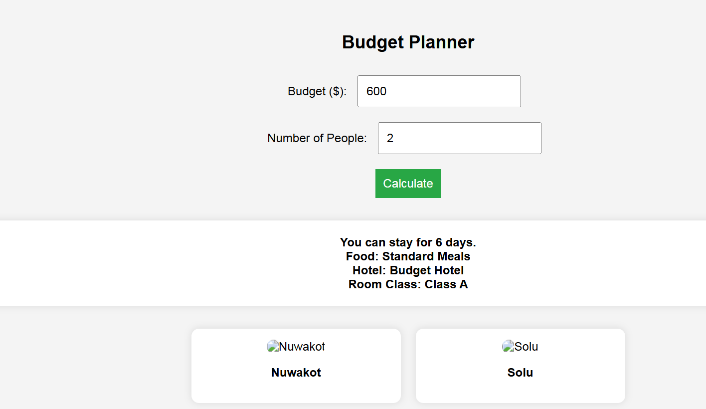 Budget Planner
Budget ($): 600
Number of People: 2
Calculate
You can stay for 6 days.
Food: Standard Meals
Hotel: Budget Hotel
Room Class: Class A
Nuwakot Solu
Nuwakot Solu